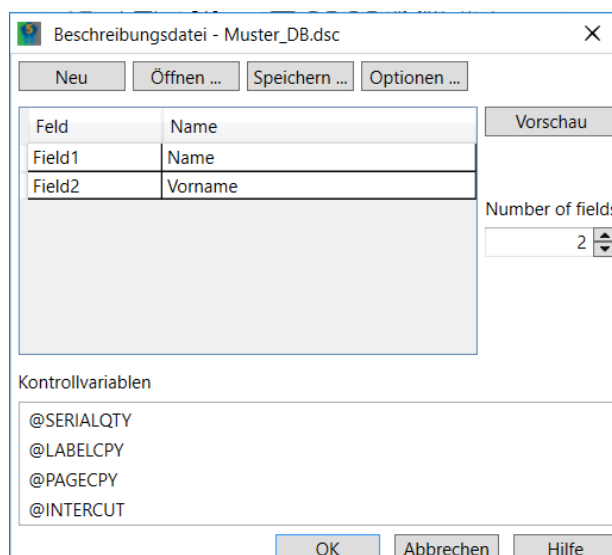 Beschreibungsdatei - Muster_DB.dsc
Neu Öffnen ... Speichern ... Optionen ...
Feld Name Vorschau
Field1 Name
Field2 Vorname
Number of fields
2
Kontrollvariablen
@SERIALQTY
@LABELCPY
@PAGECPY
@INTERCUT
OK Abbrechen Hilfe